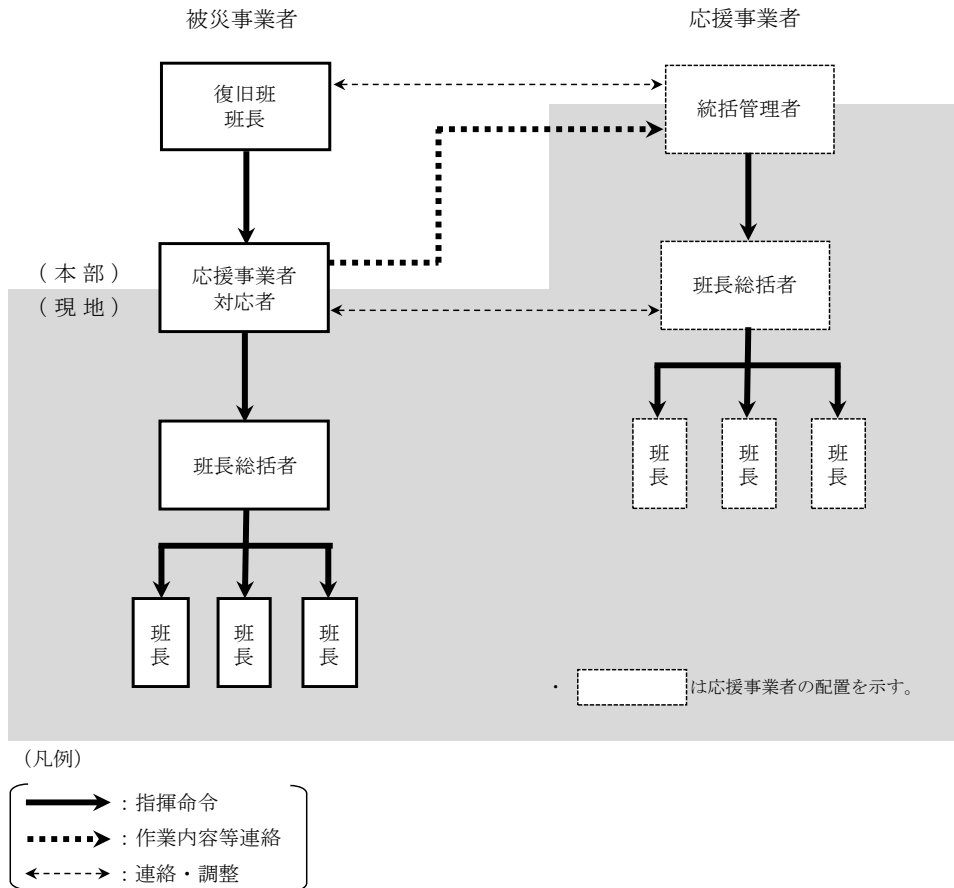 被災事業者
応援事業者
復旧班
班長
統括管理者
(本部)
(現地)
応援事業者
対応者
班長総括者
班長
班長
班長
班長総括者
班長
班長
班長
・ は応援事業者の配置を示す。
(凡例)
:指揮命令
:作業内容等連絡
:連絡・調整